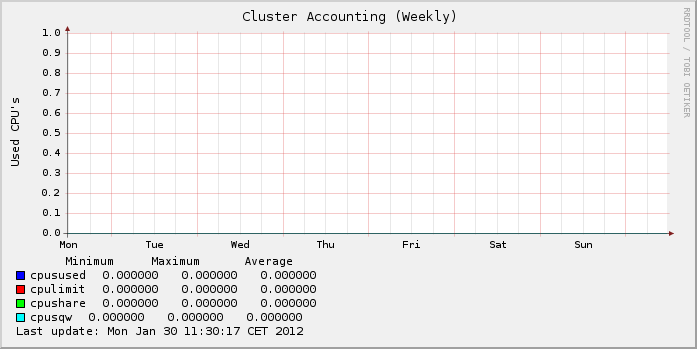 Cluster Accounting (Weekly)
RRDTOOL / TOBI OETIKER
Used CPU's
1.0
0.9
0.8
0.7
0.6
0.5
0.4
0.3
0.2
0.1
0.0
Mon Tue Wed Thu Fri Sat Sun
Minimum Maximum Average
cpusused 0.000000 0.000000 0.000000
cpulimit 0.000000 0.000000 0.000000
cpushare 0.000000 0.000000 0.000000
cpusqw 0.000000 0.000000 0.000000
Last update: Mon Jan 30 11:30:17 CET 2012